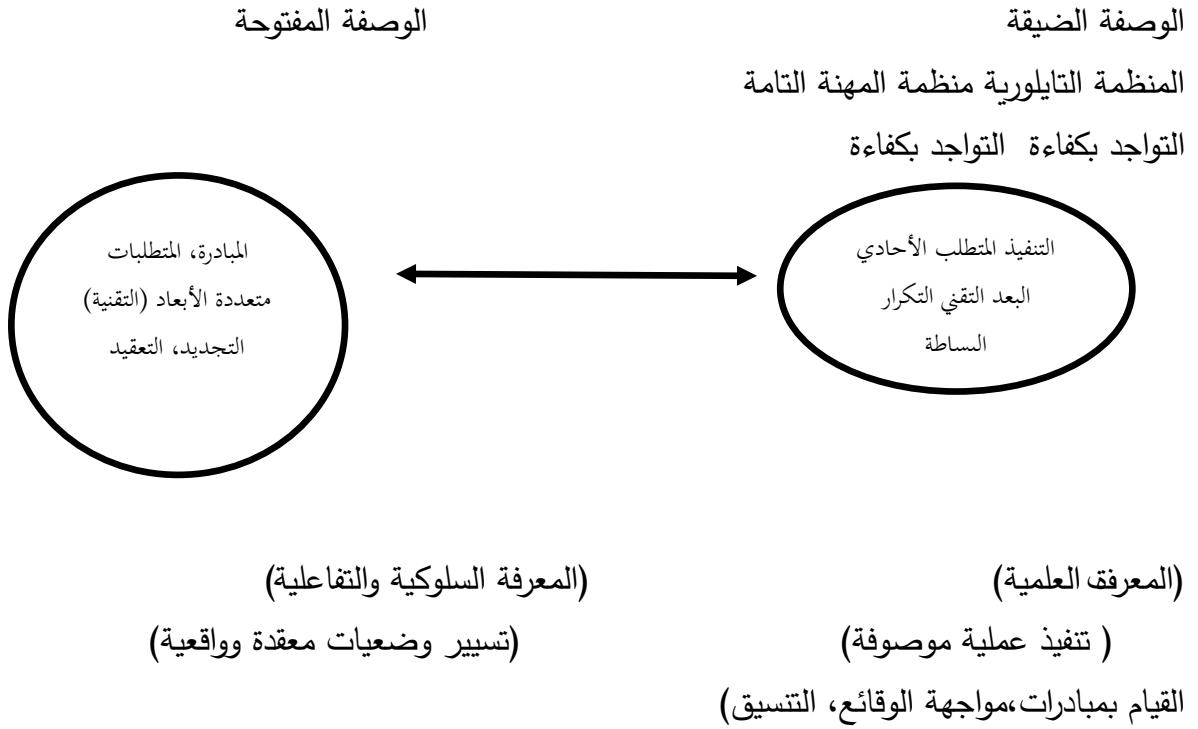 الوصفة الضيقة الوصفة المفتوحة
المنظمة التايلورية منظمة المهنة التامة
التواجد بكفاءة التواجد بكفاءة
التنفيذ المتطلب الأحادي
البعد التقني التكرار
البساطة
المبادرة، المتطلبات
متعددة الأبعاد (التقنية)
التجديد، التعقيد
(المعرفة العلمية) (المعرفة السلوكية والتفاعلية)
( تنفيذ عملية موصوفة) (تسيير وضعيات معقدة وواقعية)
القيام بمبادرات،مواجهة الوقائع، التنسيق)